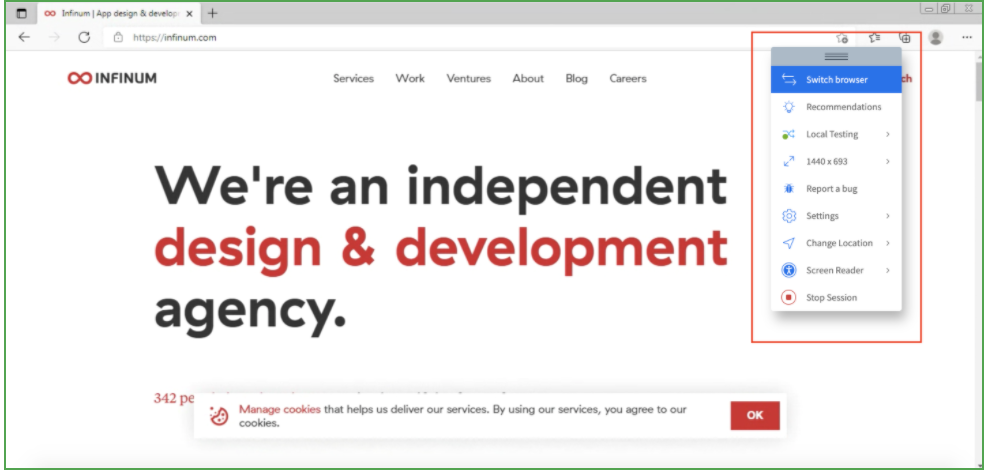 Infinum | App design & develop
https://infinum.com
INFINUM
Services Work Ventures About Blog Careers
ch
Switch browser
Recommendations
Local Testing
1440 x 693
Report a bug
Settings
Change Location
Screen Reader
Stop Session
We're an independent
design & development
agency.
342 pe
Manage cookies that helps us deliver our services. By using our services, you agree to our
cookies.
OK